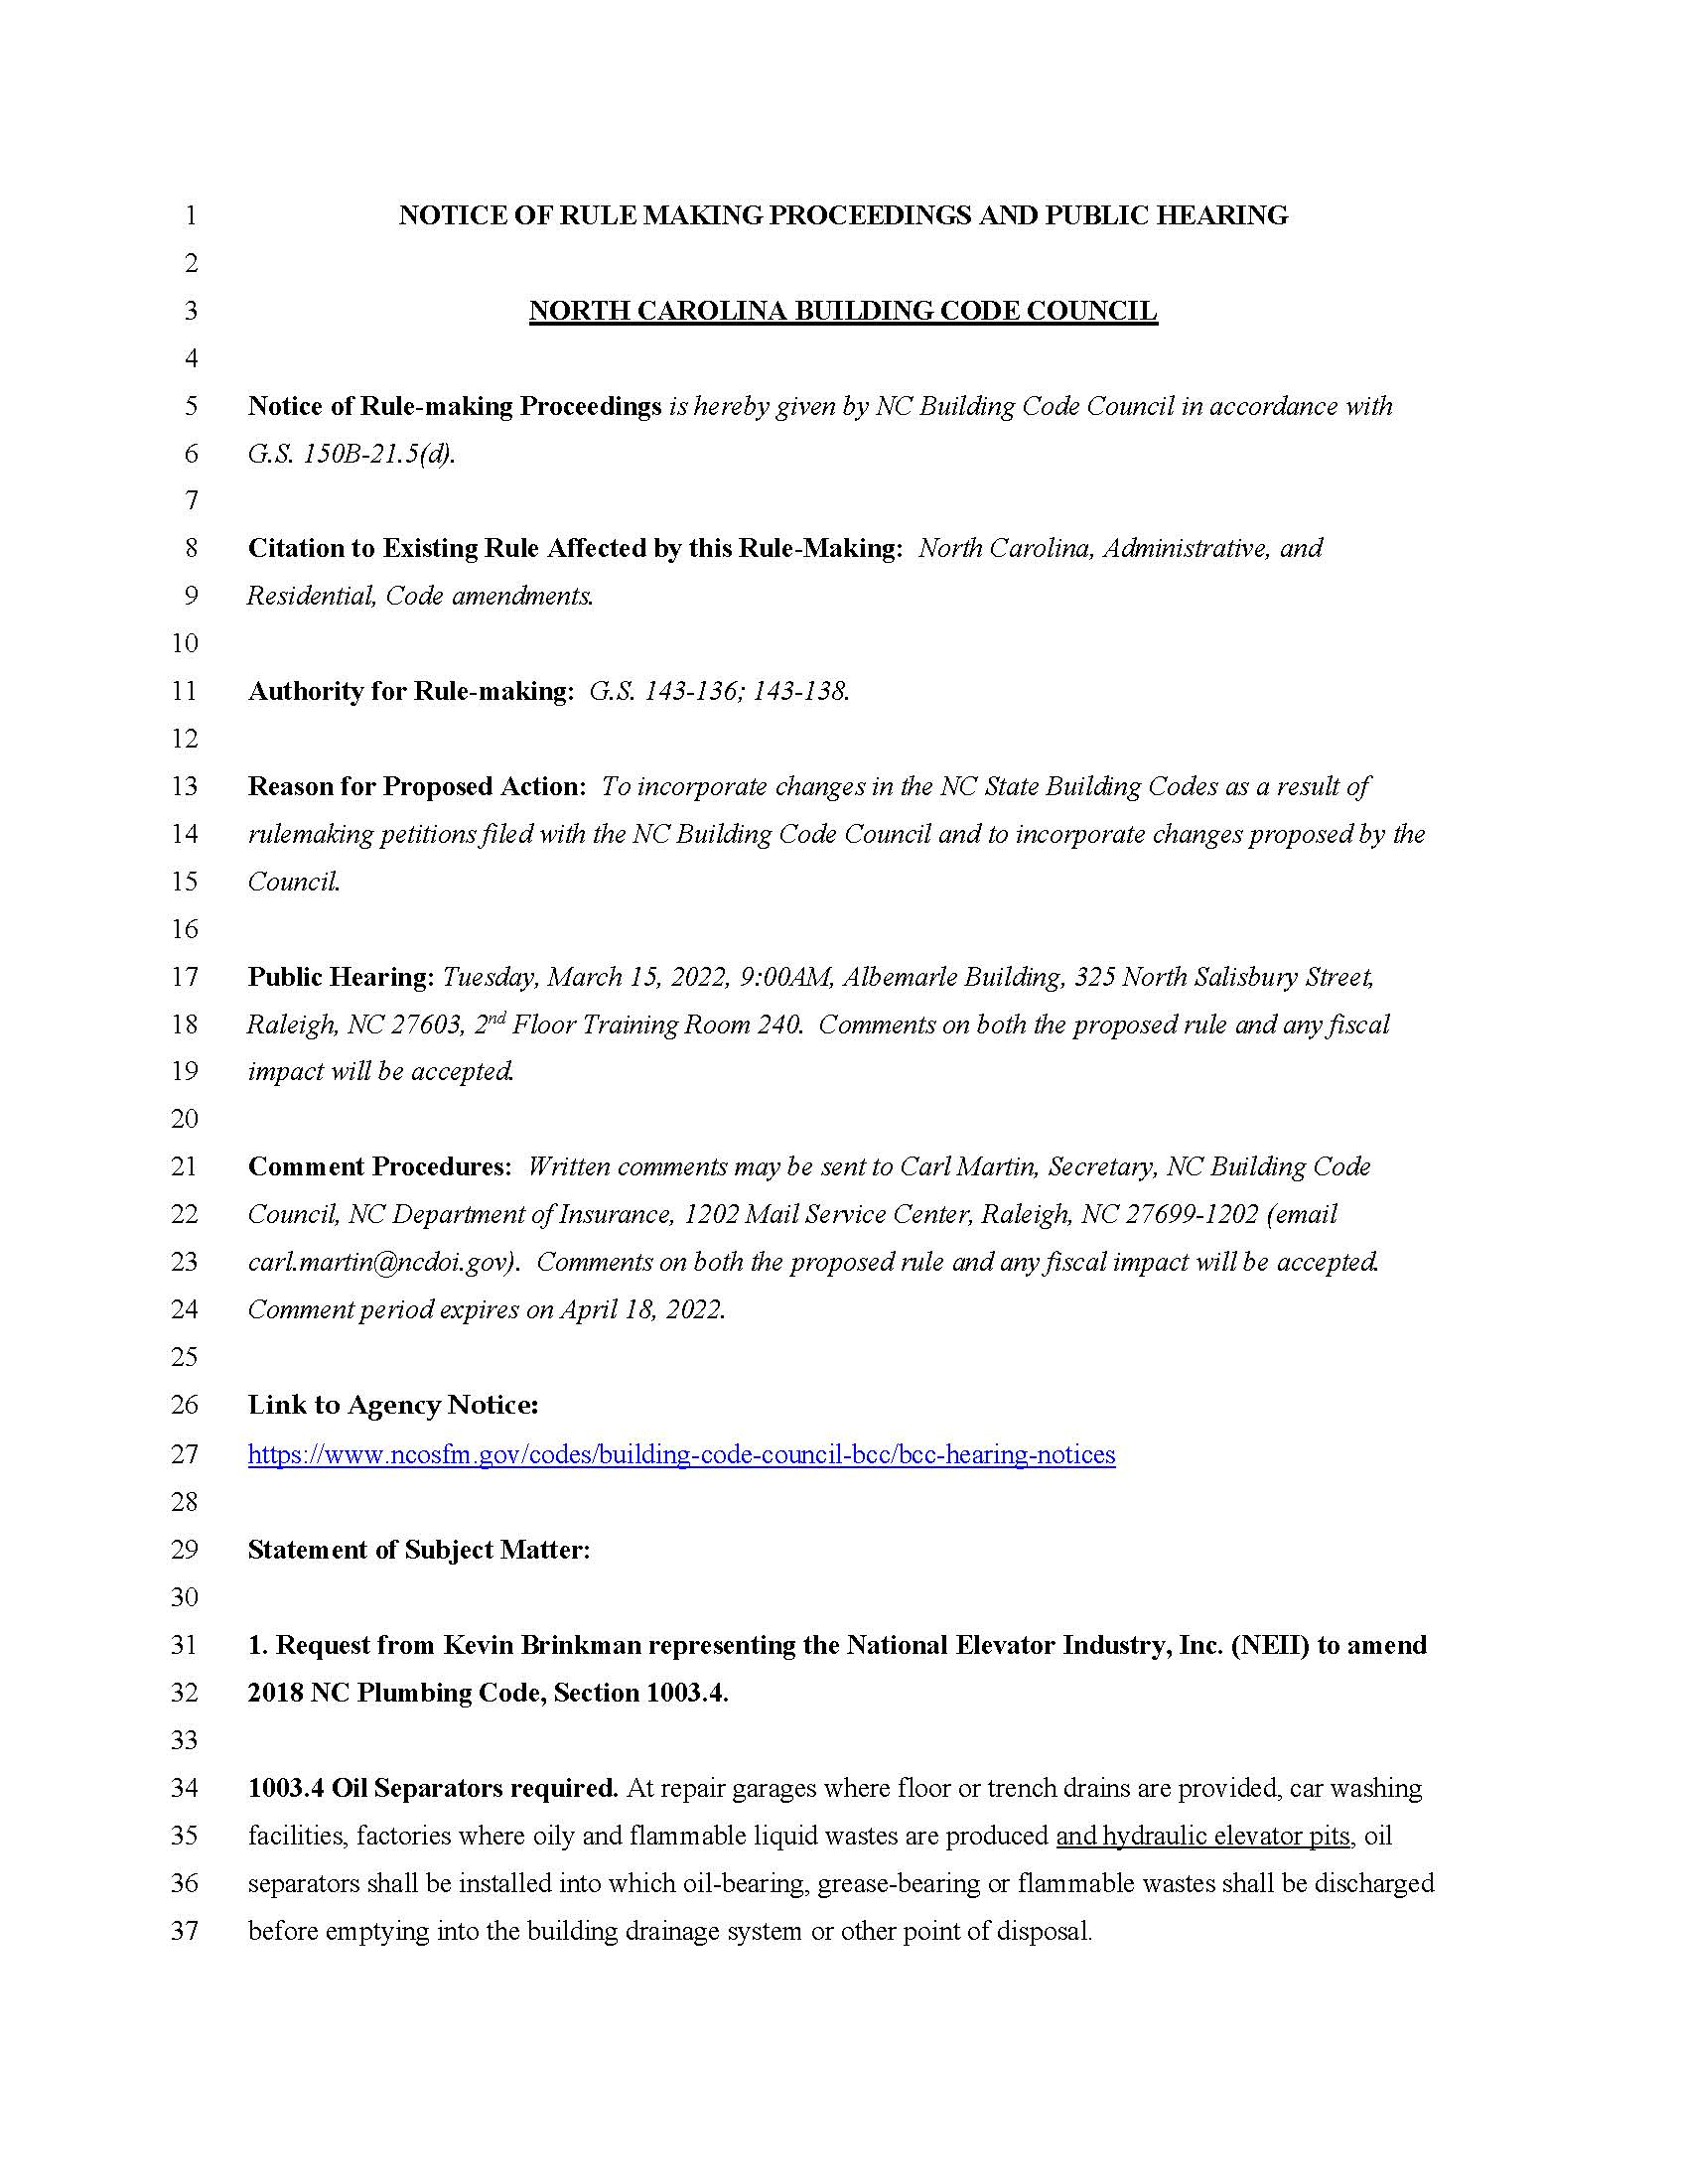 1 NOTICE OF RULE MAKING PROCEEDINGS AND PUBLIC HEARING
2
3 NORTH CAROLINA BUILDING CODE COUNCIL
4
5 Notice of Rule-making Proceedings is hereby given by NC Building Code Council in accordance with
6 G.S. 150B-21.5(d).
7
8 Citation to Existing Rule Affected by this Rule-Making: North Carolina, Administrative, and
9 Residential, Code amendments.
10
11 Authority for Rule-making: G.S. 143-136; 143-138.
12
13 Reason for Proposed Action: To incorporate changes in the NC State Building Codes as a result of
14 rulemaking petitions filed with the NC Building Code Council and to incorporate changes proposed by the
15 Council.
16
17 Public Hearing: Tuesday, March 15, 2022, 9:00AM, Albemarle Building, 325 North Salisbury Street,
18 Raleigh, NC 27603, 2nd Floor Training Room 240. Comments on both the proposed rule and any fiscal
19 impact will be accepted.
20
21 Comment Procedures: Written comments may be sent to Carl Martin, Secretary, NC Building Code
22 Council, NC Department of Insurance, 1202 Mail Service Center, Raleigh, NC 27699-1202 (email
23 carl.martin@ncdoi.gov). Comments on both the proposed rule and any fiscal impact will be accepted.
24 Comment period expires on April 18, 2022.
25
26 Link to Agency Notice:
27 https://www.ncosfm.gov/codes/building-code-council-bcc/bcc-hearing-notices
28
29 Statement of Subject Matter:
30
31 1. Request from Kevin Brinkman representing the National Elevator Industry, Inc. (NEII) to amend
32 2018 NC Plumbing Code, Section 1003.4.
33
34 1003.4 Oil Separators required. At repair garages where floor or trench drains are provided, car washing
35 facilities, factories where oily and flammable liquid wastes are produced and hydraulic elevator pits, oil
36 separators shall be installed into which oil-bearing, grease-bearing or flammable wastes shall be discharged
37 before emptying into the building drainage system or other point of disposal.